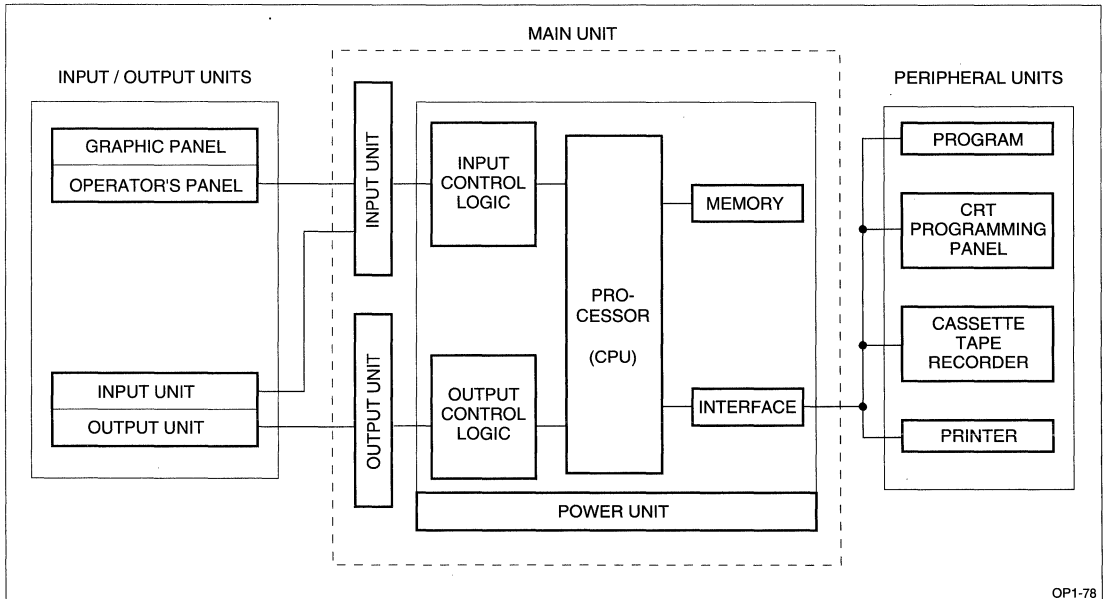 MAIN UNIT
INPUT / OUTPUT UNITS
GRAPHIC PANEL
OPERATOR'S PANEL
INPUT UNIT
OUTPUT UNIT
INPUT UNIT
OUTPUT UNIT
INPUT
CONTROL
LOGIC
OUTPUT
CONTROL
LOGIC
PRO-
CESSOR
(CPU)
MEMORY
INTERFACE
POWER UNIT
PERIPHERAL UNITS
PROGRAM
CRT
PROGRAMMING
PANEL
CASSETTE
TAPE
RECORDER
PRINTER
OP1-78